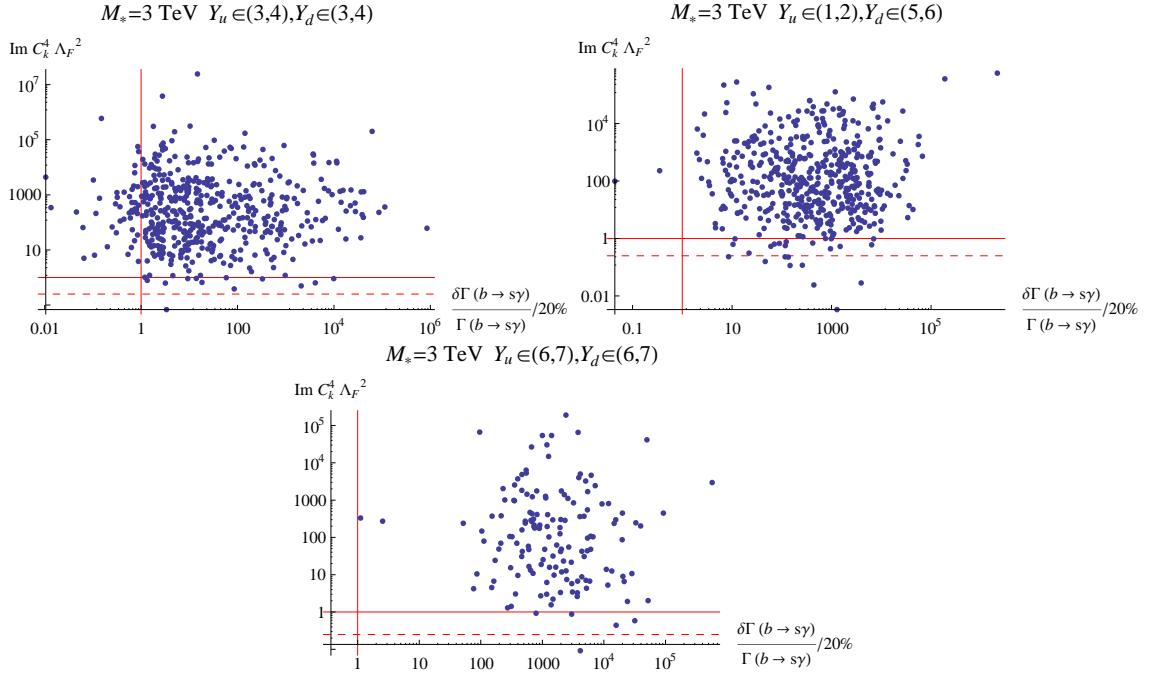 M_*=3 TeV Y_u∈(3,4),Y_d∈(3,4)
Im C_k^4 Λ_F^2
10^7
10^5
1000
10
0.01 1 100 10^4 10^6
δΓ (b → sγ)
Γ (b → sγ) /20%
M_*=3 TeV Y_u∈(1,2),Y_d∈(5,6)
Im C_k^4 Λ_F^2
10^4
100
1
0.01
0.1 10 1000 10^5
δΓ (b → sγ)
Γ (b → sγ) /20%
M_*=3 TeV Y_u∈(6,7),Y_d∈(6,7)
Im C_k^4 Λ_F^2
10^5
10^4
1000
100
10
1
1 10 100 1000 10^4 10^5
δΓ (b → sγ)
Γ (b → sγ) /20%